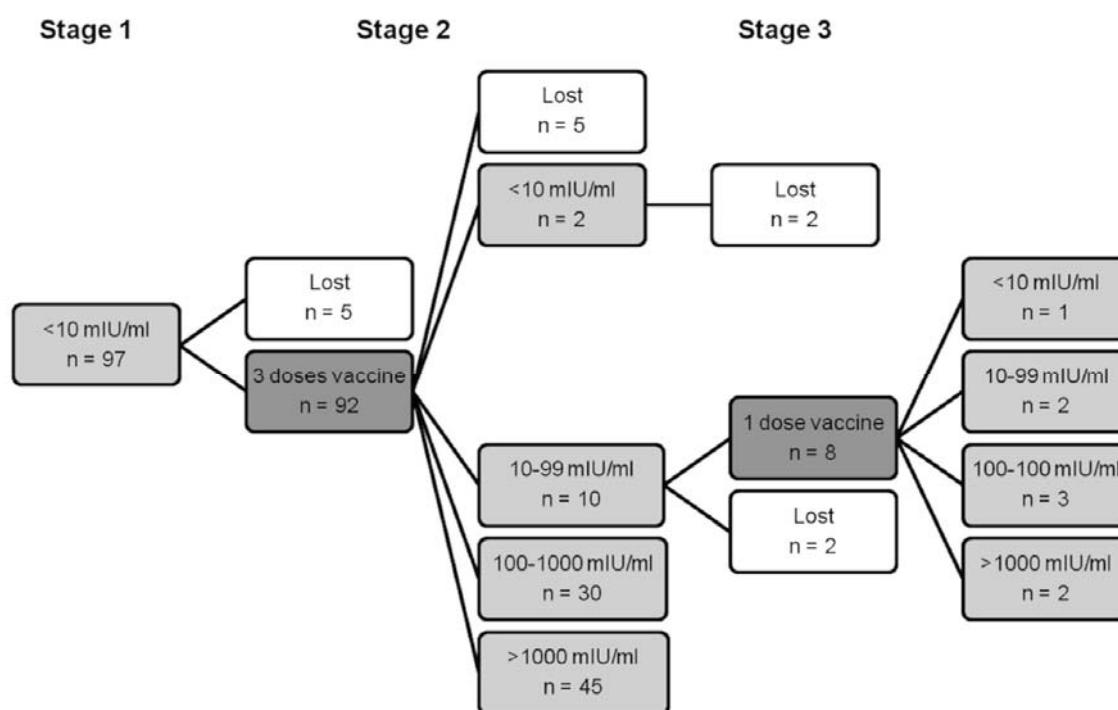 Stage 1
Stage 2
Stage 3
<10 mIU/ml
n = 97
Lost
n = 5
3 doses vaccine
n = 92
Lost
n = 5
<10 mIU/ml
n = 2
10-99 mIU/ml
n = 10
100-1000 mIU/ml
n = 30
>1000 mIU/ml
n = 45
Lost
n = 2
1 dose vaccine
n = 8
Lost
n = 2
<10 mIU/ml
n = 1
10-99 mIU/ml
n = 2
100-100 mIU/ml
n = 3
>1000 mIU/ml
n = 2